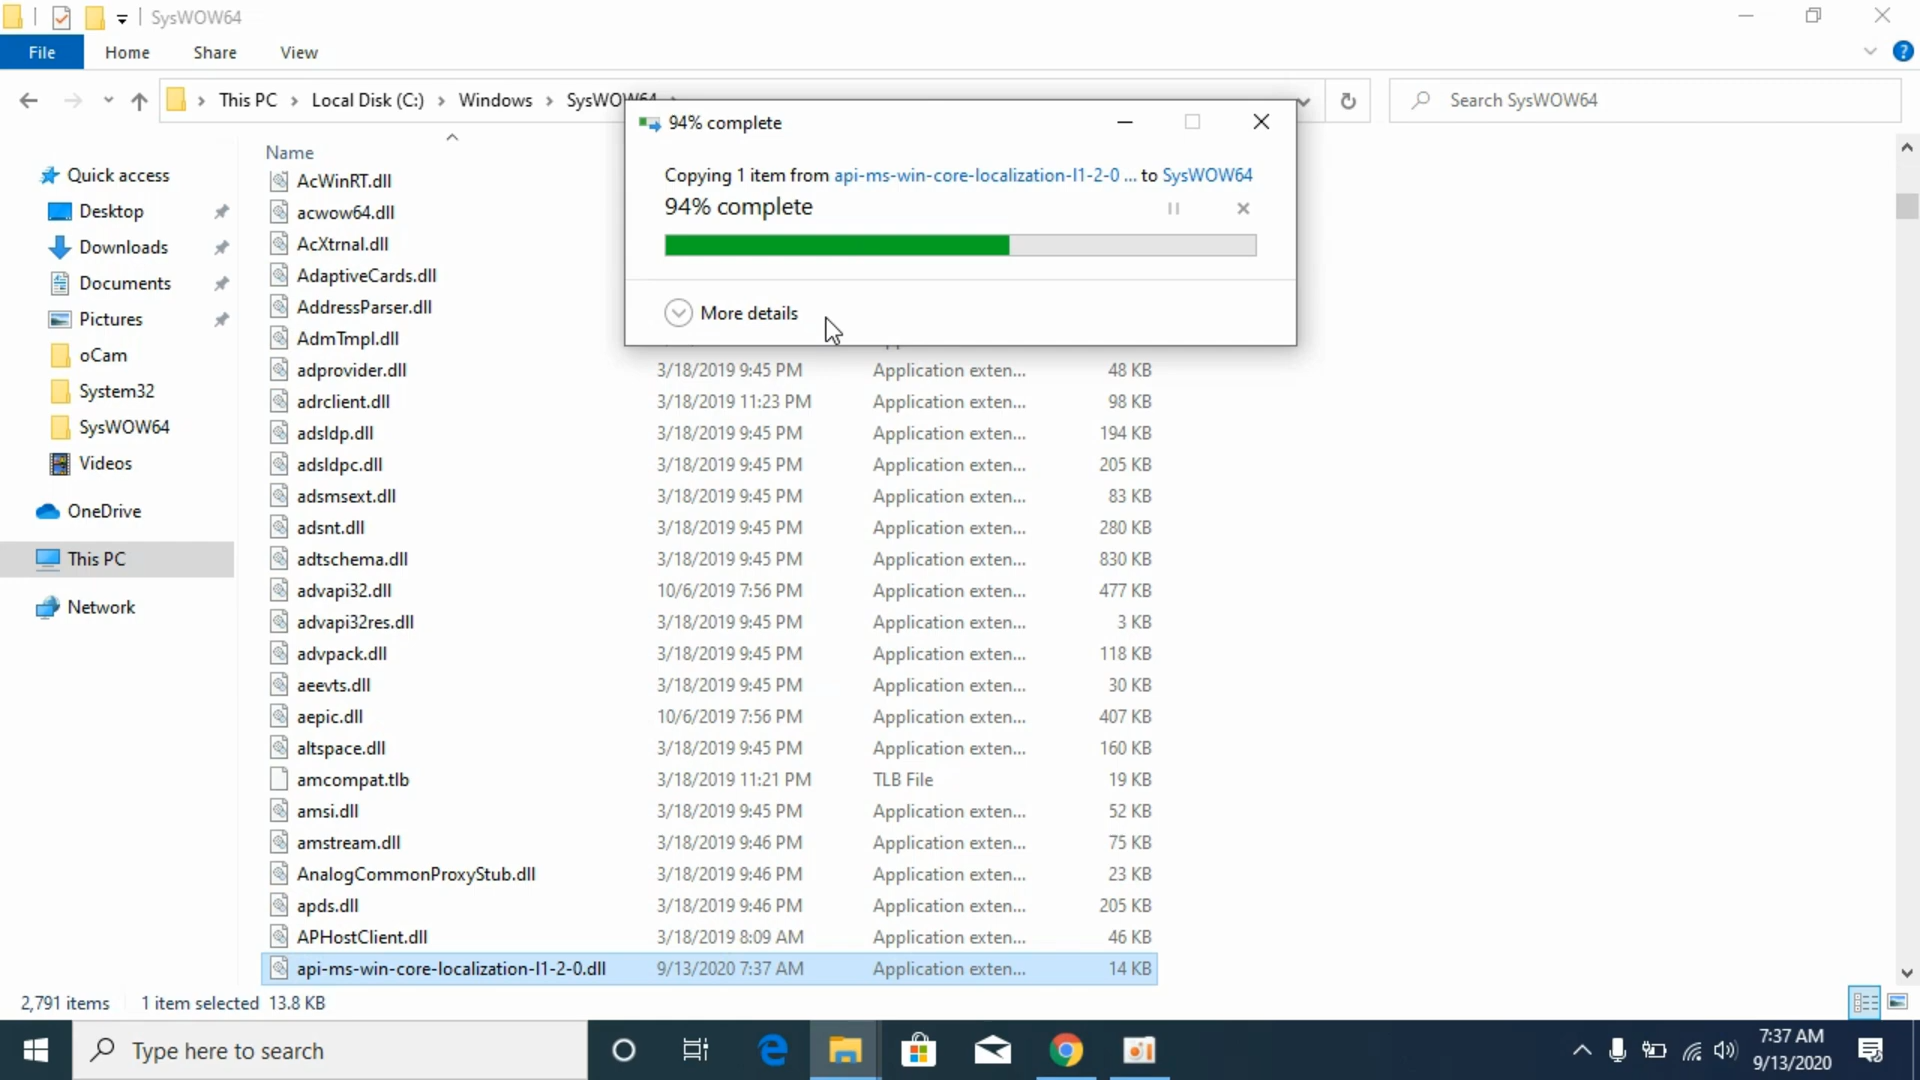 SysWOW64
File Home Share View
This PC Local Disk (C:) Windows SysWOW64
Search SysWOW64
94% complete
Copying 1 item from api-ms-win-core-localization-l1-2-0 ... to SysWOW64
94% complete
More details
Quick access
Desktop
Downloads
Documents
Pictures
oCam
System32
SysWOW64
Videos
OneDrive
This PC
Network
Name
AcWinRT.dll
acwow64.dll
AcXtrnal.dll
AdaptiveCards.dll
AddressParser.dll
AdmTmpl.dll
adprovider.dll 3/18/2019 9:45 PM Application exten... 48 KB
adrclient.dll 3/18/2019 11:23 PM Application exten... 98 KB
adsldp.dll 3/18/2019 9:45 PM Application exten... 194 KB
adsldpc.dll 3/18/2019 9:45 PM Application exten... 205 KB
adsmsext.dll 3/18/2019 9:45 PM Application exten... 83 KB
adsnt.dll 3/18/2019 9:45 PM Application exten... 280 KB
adtschema.dll 3/18/2019 9:45 PM Application exten... 830 KB
advapi32.dll 10/6/2019 7:56 PM Application exten... 477 KB
advapi32res.dll 3/18/2019 9:45 PM Application exten... 3 KB
advpack.dll 3/18/2019 9:45 PM Application exten... 118 KB
aeevts.dll 3/18/2019 9:45 PM Application exten... 30 KB
aepic.dll 10/6/2019 7:56 PM Application exten... 407 KB
altspace.dll 3/18/2019 9:45 PM Application exten... 160 KB
amcompat.tlb 3/18/2019 11:21 PM TLB File 19 KB
amsi.dll 3/18/2019 9:45 PM Application exten... 52 KB
amstream.dll 3/18/2019 9:46 PM Application exten... 75 KB
AnalogCommonProxyStub.dll 3/18/2019 9:46 PM Application exten... 23 KB
apds.dll 3/18/2019 9:46 PM Application exten... 205 KB
APHostClient.dll 3/18/2019 8:09 AM Application exten... 46 KB
api-ms-win-core-localization-l1-2-0.dll 9/13/2020 7:37 AM Application exten... 14 KB
2,791 items 1 item selected 13.8 KB
Type here to search
7:37 AM
9/13/2020